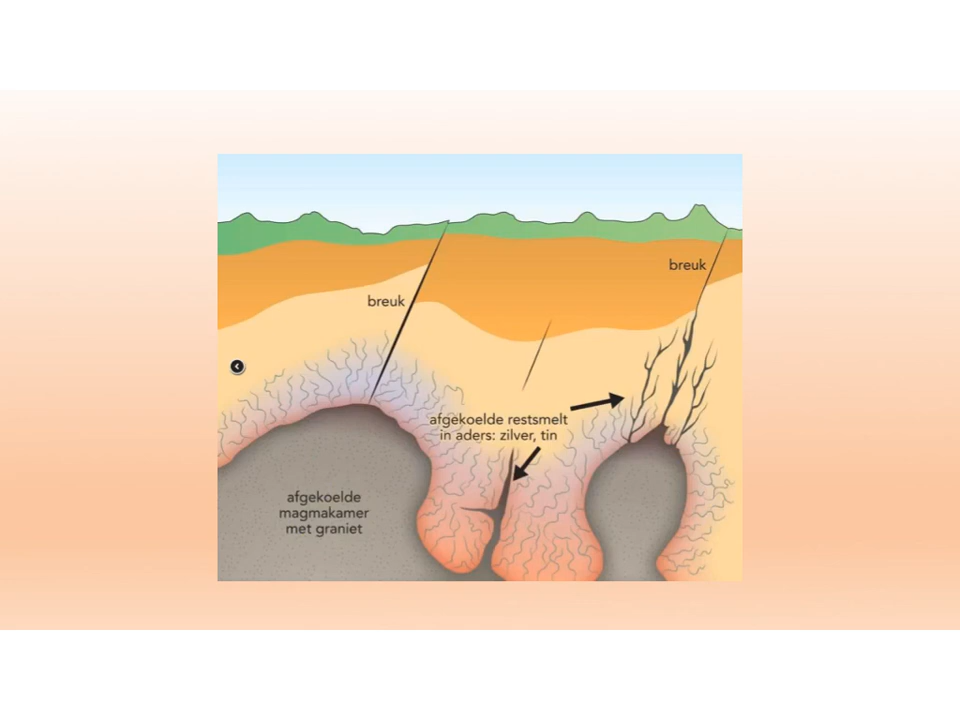 breuk
breuk
afgekoelde restsmelt
in aders: zilver, tin
afgekoelde
magmakamer
met graniet